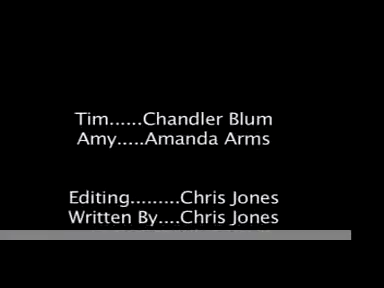 Tim......Chandler Blum
Amy.....Amanda Arms
Editing.........Chris Jones
Written By....Chris Jones